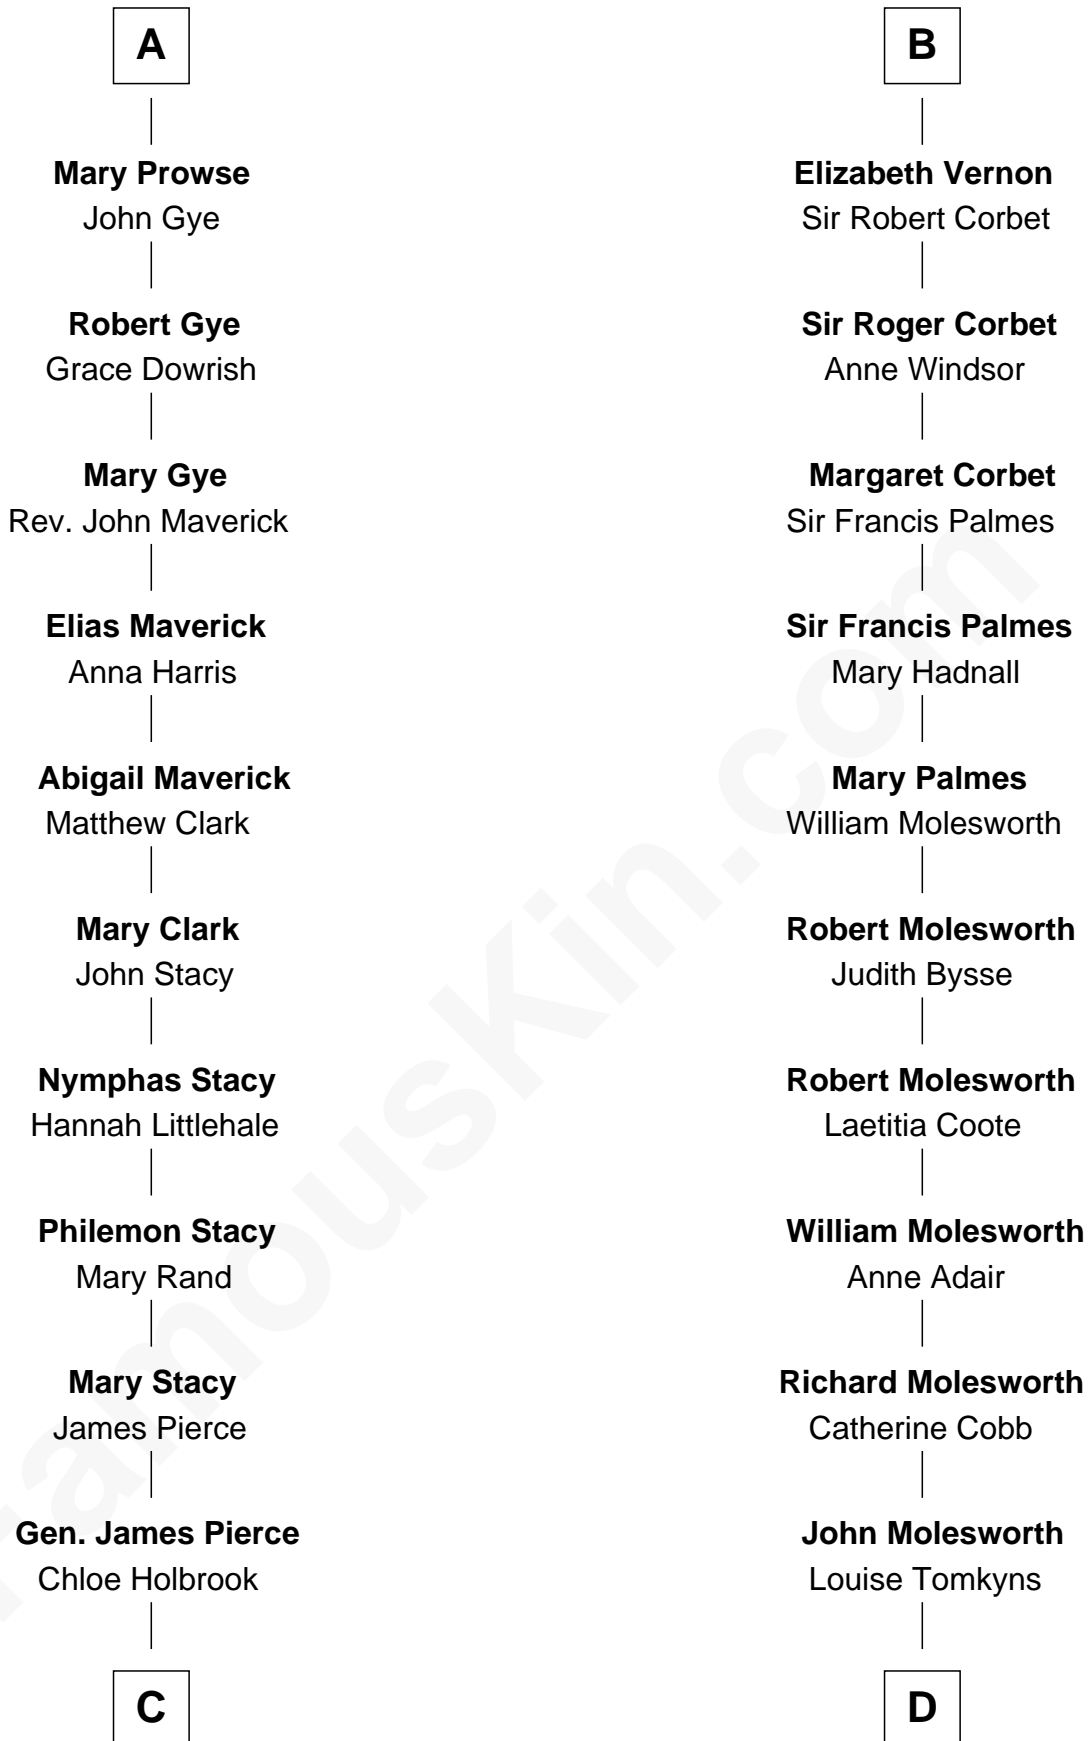 A
Mary Prowse
John Gye
Robert Gye
Grace Dowrish
Mary Gye
Rev. John Maverick
Elias Maverick
Anna Harris
Abigail Maverick
Matthew Clark
Mary Clark
John Stacy
Nymphas Stacy
Hannah Littlehale
Philemon Stacy
Mary Rand
Mary Stacy
James Pierce
Gen. James Pierce
Chloe Holbrook
C
B
Elizabeth Vernon
Sir Robert Corbet
Sir Roger Corbet
Anne Windsor
Margaret Corbet
Sir Francis Palmes
Sir Francis Palmes
Mary Hadnall
Mary Palmes
William Molesworth
Robert Molesworth
Judith Bysse
Robert Molesworth
Laetitia Coote
William Molesworth
Anne Adair
Richard Molesworth
Catherine Cobb
John Molesworth
Louise Tomkyns
D
FamousKin.com